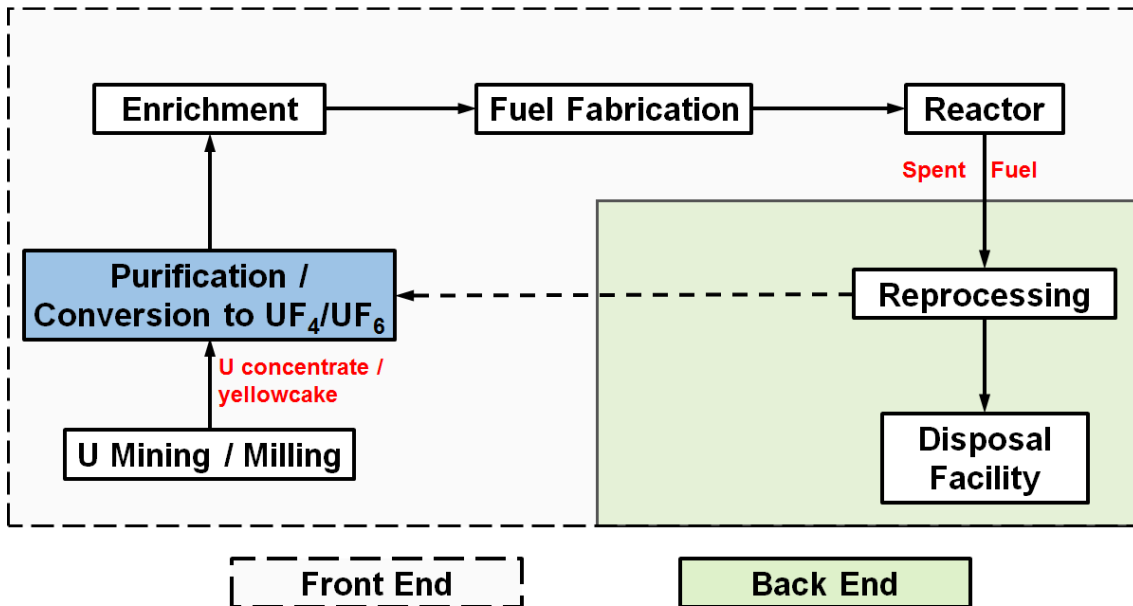 Enrichment
Fuel Fabrication
Reactor
Spent Fuel
Purification /
Conversion to UF₄/UF₆
Reprocessing
U concentrate /
yellowcake
U Mining / Milling
Disposal
Facility
Front End
Back End